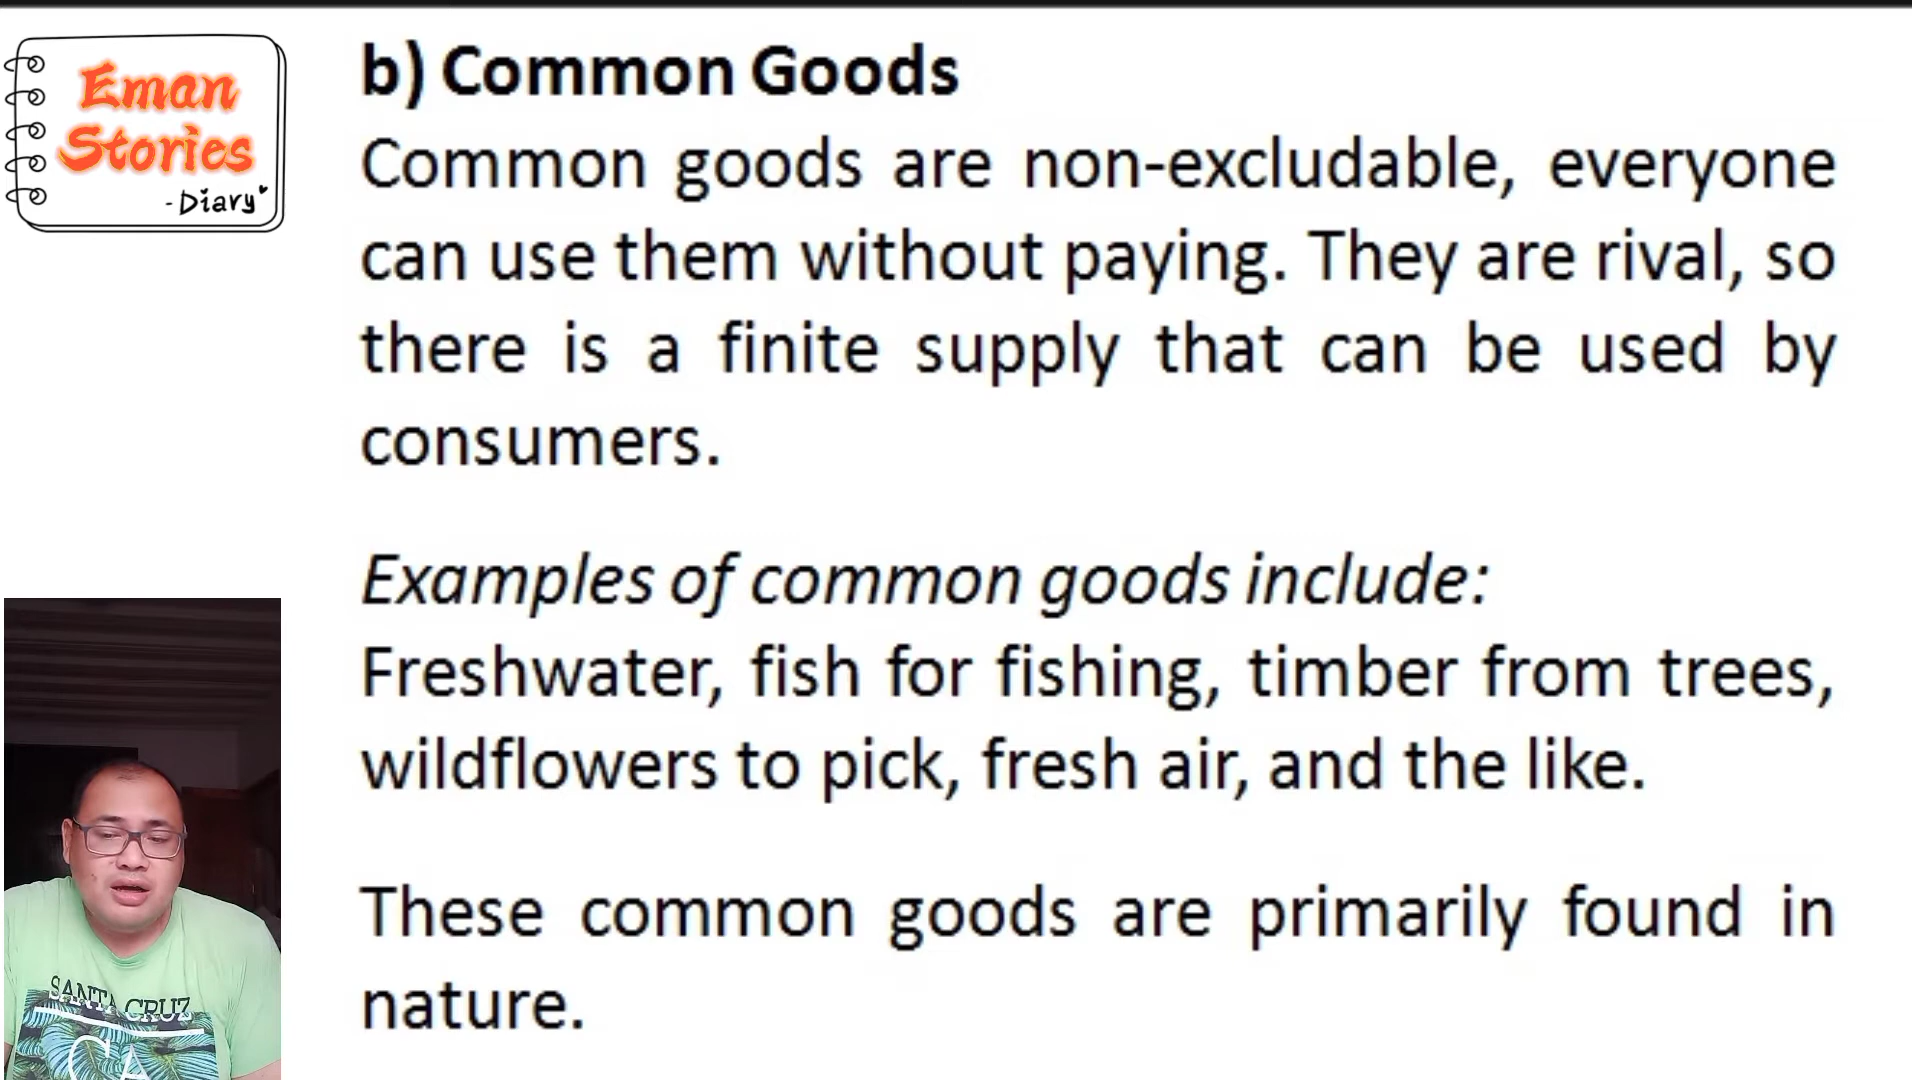 Eman
Stories
- Diary
b) Common Goods
Common goods are non-excludable, everyone
can use them without paying. They are rival, so
there is a finite supply that can be used by
consumers.
Examples of common goods include:
Freshwater, fish for fishing, timber from trees,
wildflowers to pick, fresh air, and the like.
These common goods are primarily found in
nature.
SANTA CRUZ
CA